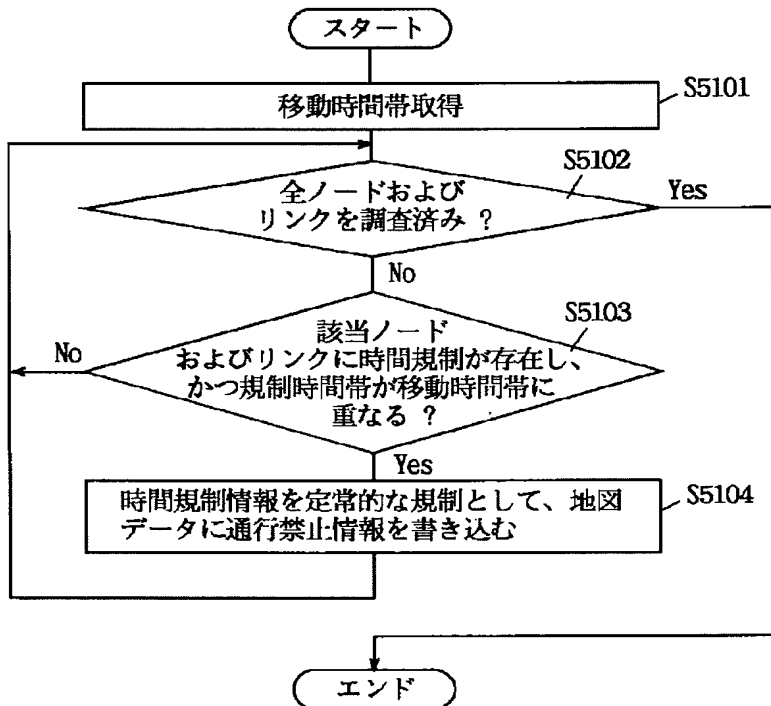 スタート
移動時間帯取得
S5101
全ノードおよび
リンクを調査済み ?
S5102
Yes
No
該当ノード
およびリンクに時間規制が存在し、
かつ規制時間帯が移動時間帯に
重なる ?
S5103
No
Yes
時間規制情報を定常的な規制として、地図
データに通行禁止情報を書き込む
S5104
エンド